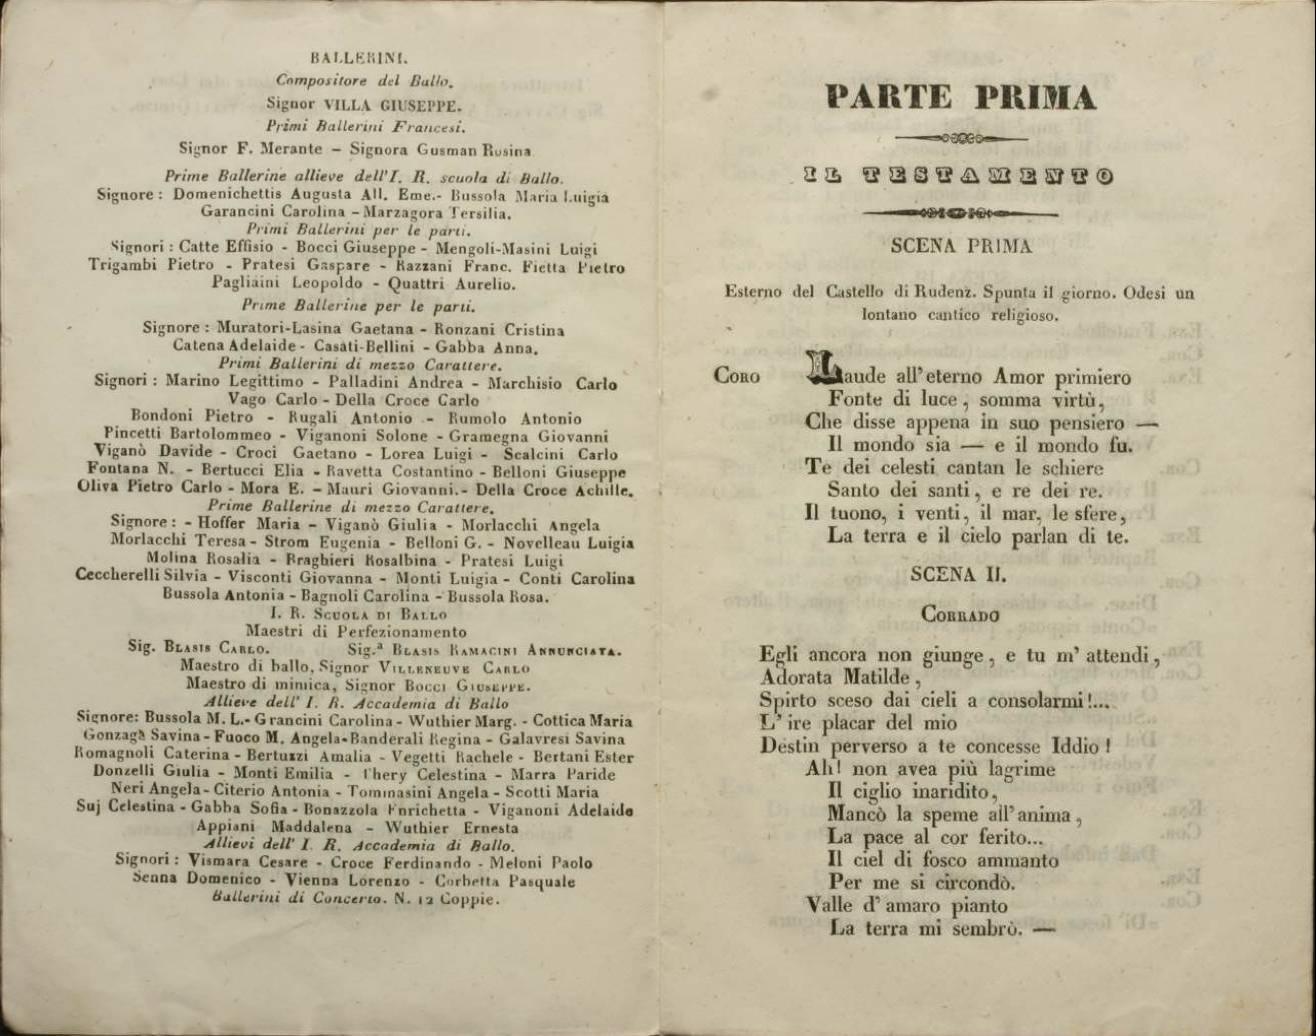 BALLERINI.
Compositore del Ballo.
Signor VILLA GIUSEPPE.
Primi Ballerini Francesi.
Signor F. Merante – Signora Gusman Rosina
Prime Ballerine allieve dell'I. R. scuola di Ballo.
Signore : Domenichettis Augusta All. Eme.- Bussola Maria Luigia
Garancini Carolina – Marzagora Tersilia.
Primi Ballerini per le parti.
Signori : Catte Effisio - Bocci Giuseppe - Mengoli-Masini Luigi
Trigambi Pietro - Pratesi Gaspare - Razzani Franc. Fietta Pietro
Pagliaini Leopoldo - Quattri Aurelio.
Prime Ballerine per le parti.
Signore : Muratori-Lasina Gaetana - Ronzani Cristina
Catena Adelaide - Casati-Bellini - Gabba Anna.
Primi Ballerini di mezzo Carattere.
Signori : Marino Legittimo - Palladini Andrea - Marchisio Carlo
Vago Carlo - Della Croce Carlo
Bondoni Pietro - Rugali Antonio - Rumolo Antonio
Pincetti Bartolommeo - Viganoni Solone - Gramegna Giovanni
Viganò Davide - Croci Gaetano - Lorea Luigi - Scalcini Carlo
Fontana N. - Bertucci Elia - Ravetta Costantino - Belloni Giuseppe
Oliva Pietro Carlo - Mora E. – Mauri Giovanni.- Della Croce Achille.
Prime Ballerine di mezzo Carattere.
Signore : - Hoffer Maria – Viganò Giulia - Morlacchi Angela
Morlacchi Teresa - Strom Eugenia - Belloni G. - Novelleau Luigia
Molina Rosalia - Braghieri Rosalbina - Pratesi Luigi
Ceccherelli Silvia - Visconti Giovanna - Monti Luigia - Conti Carolina
Bussola Antonia - Bagnoli Carolina - Bussola Rosa.
I. R. SCUOLA DI BALLO
Maestri di Perfezionamento
Sig. BLASIS CARLO. Sig.ª BLASIS RAMACINI ANNUNCIATA.
Maestro di ballo, Signor VILLENEUVE CARLO
Maestro di mimica, Signor BOCCI GIUSEPPE.
Allieve dell' I. R. Accademia di Ballo
Signore: Bussola M. L.- Grancini Carolina - Wuthier Marg. - Cottica Maria
Gonzaga Savina - Fuoco M. Angela-Banderali Regina - Galavresi Savina
Romagnoli Caterina - Bertuzzi Amalia - Vegetti Rachele - Bertani Ester
Donzelli Giulia - Monti Emilia - Thery Celestina - Marra Paride
Neri Angela - Citerio Antonia - Tommasini Angela - Scotti Maria
Suj Celestina - Gabba Sofia - Bonazzola Enrichetta - Viganoni Adelaide
Appiani Maddalena – Wuthier Ernesta
Allievi dell' I. R. Accademia di Ballo.
Signori : Vismara Cesare - Croce Ferdinando - Meloni Paolo
Senna Domenico - Vienna Lorenzo - Corbetta Pasquale
Ballerini di Concerto. N. 12 Coppie.
PARTE PRIMA
IL TESTAMENTO
SCENA PRIMA
Esterno del Castello di Rudenz. Spunta il giorno. Odesi un
lontano cantico religioso.
CORO Laude all'eterno Amor primiero
Fonte di luce, somma virtù,
Che disse appena in suo pensiero —
Il mondo sia — e il mondo fu.
Te dei celesti cantan le schiere
Santo dei santi, e re dei re.
Il tuono, i venti, il mar, le sfere,
La terra e il cielo parlan di te.
SCENA II.
CORRADO
Egli ancora non giunge, e tu m'attendi,
Adorata Matilde,
Spirto sceso dai cieli a consolarmi!...
L'ire placar del mio
Destin perverso a te concesse Iddio!
Ah! non avea più lagrime
Il ciglio inaridito,
Mancò la speme all'anima,
La pace al cor ferito...
Il ciel di fosco ammanto
Per me si circondò.
Valle d'amaro pianto
La terra mi sembrò. —